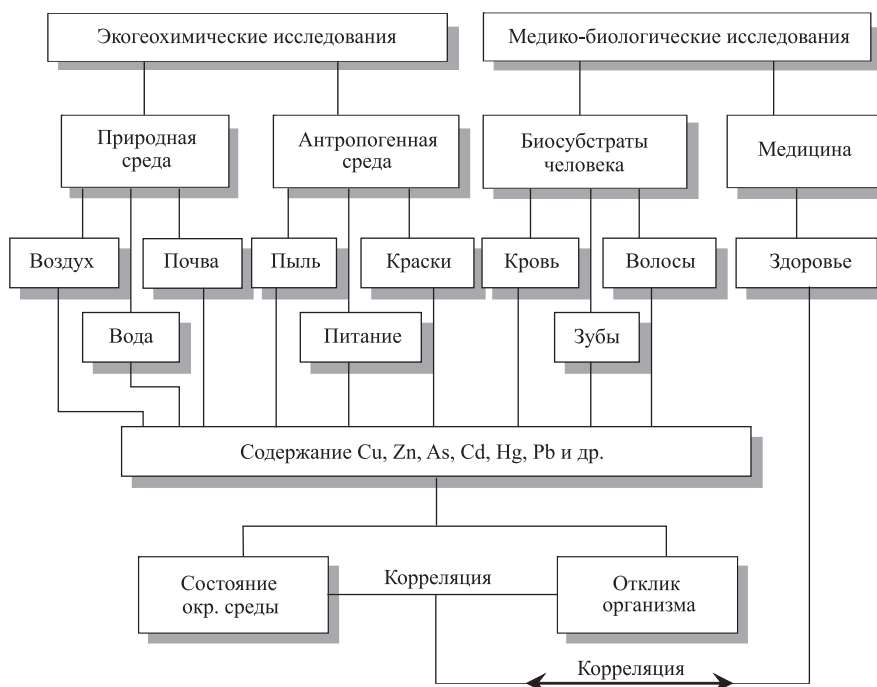 Экогеохимические исследования
Медико-биологические исследования
Природная
среда
Антропогенная
среда
Биосубстраты
человека
Медицина
Воздух
Почва
Пыль
Краски
Кровь
Волосы
Здоровье
Вода
Питание
Зубы
Содержание Cu, Zn, As, Cd, Hg, Pb и др.
Состояние
окр. среды
Корреляция
Отклик
организма
Корреляция